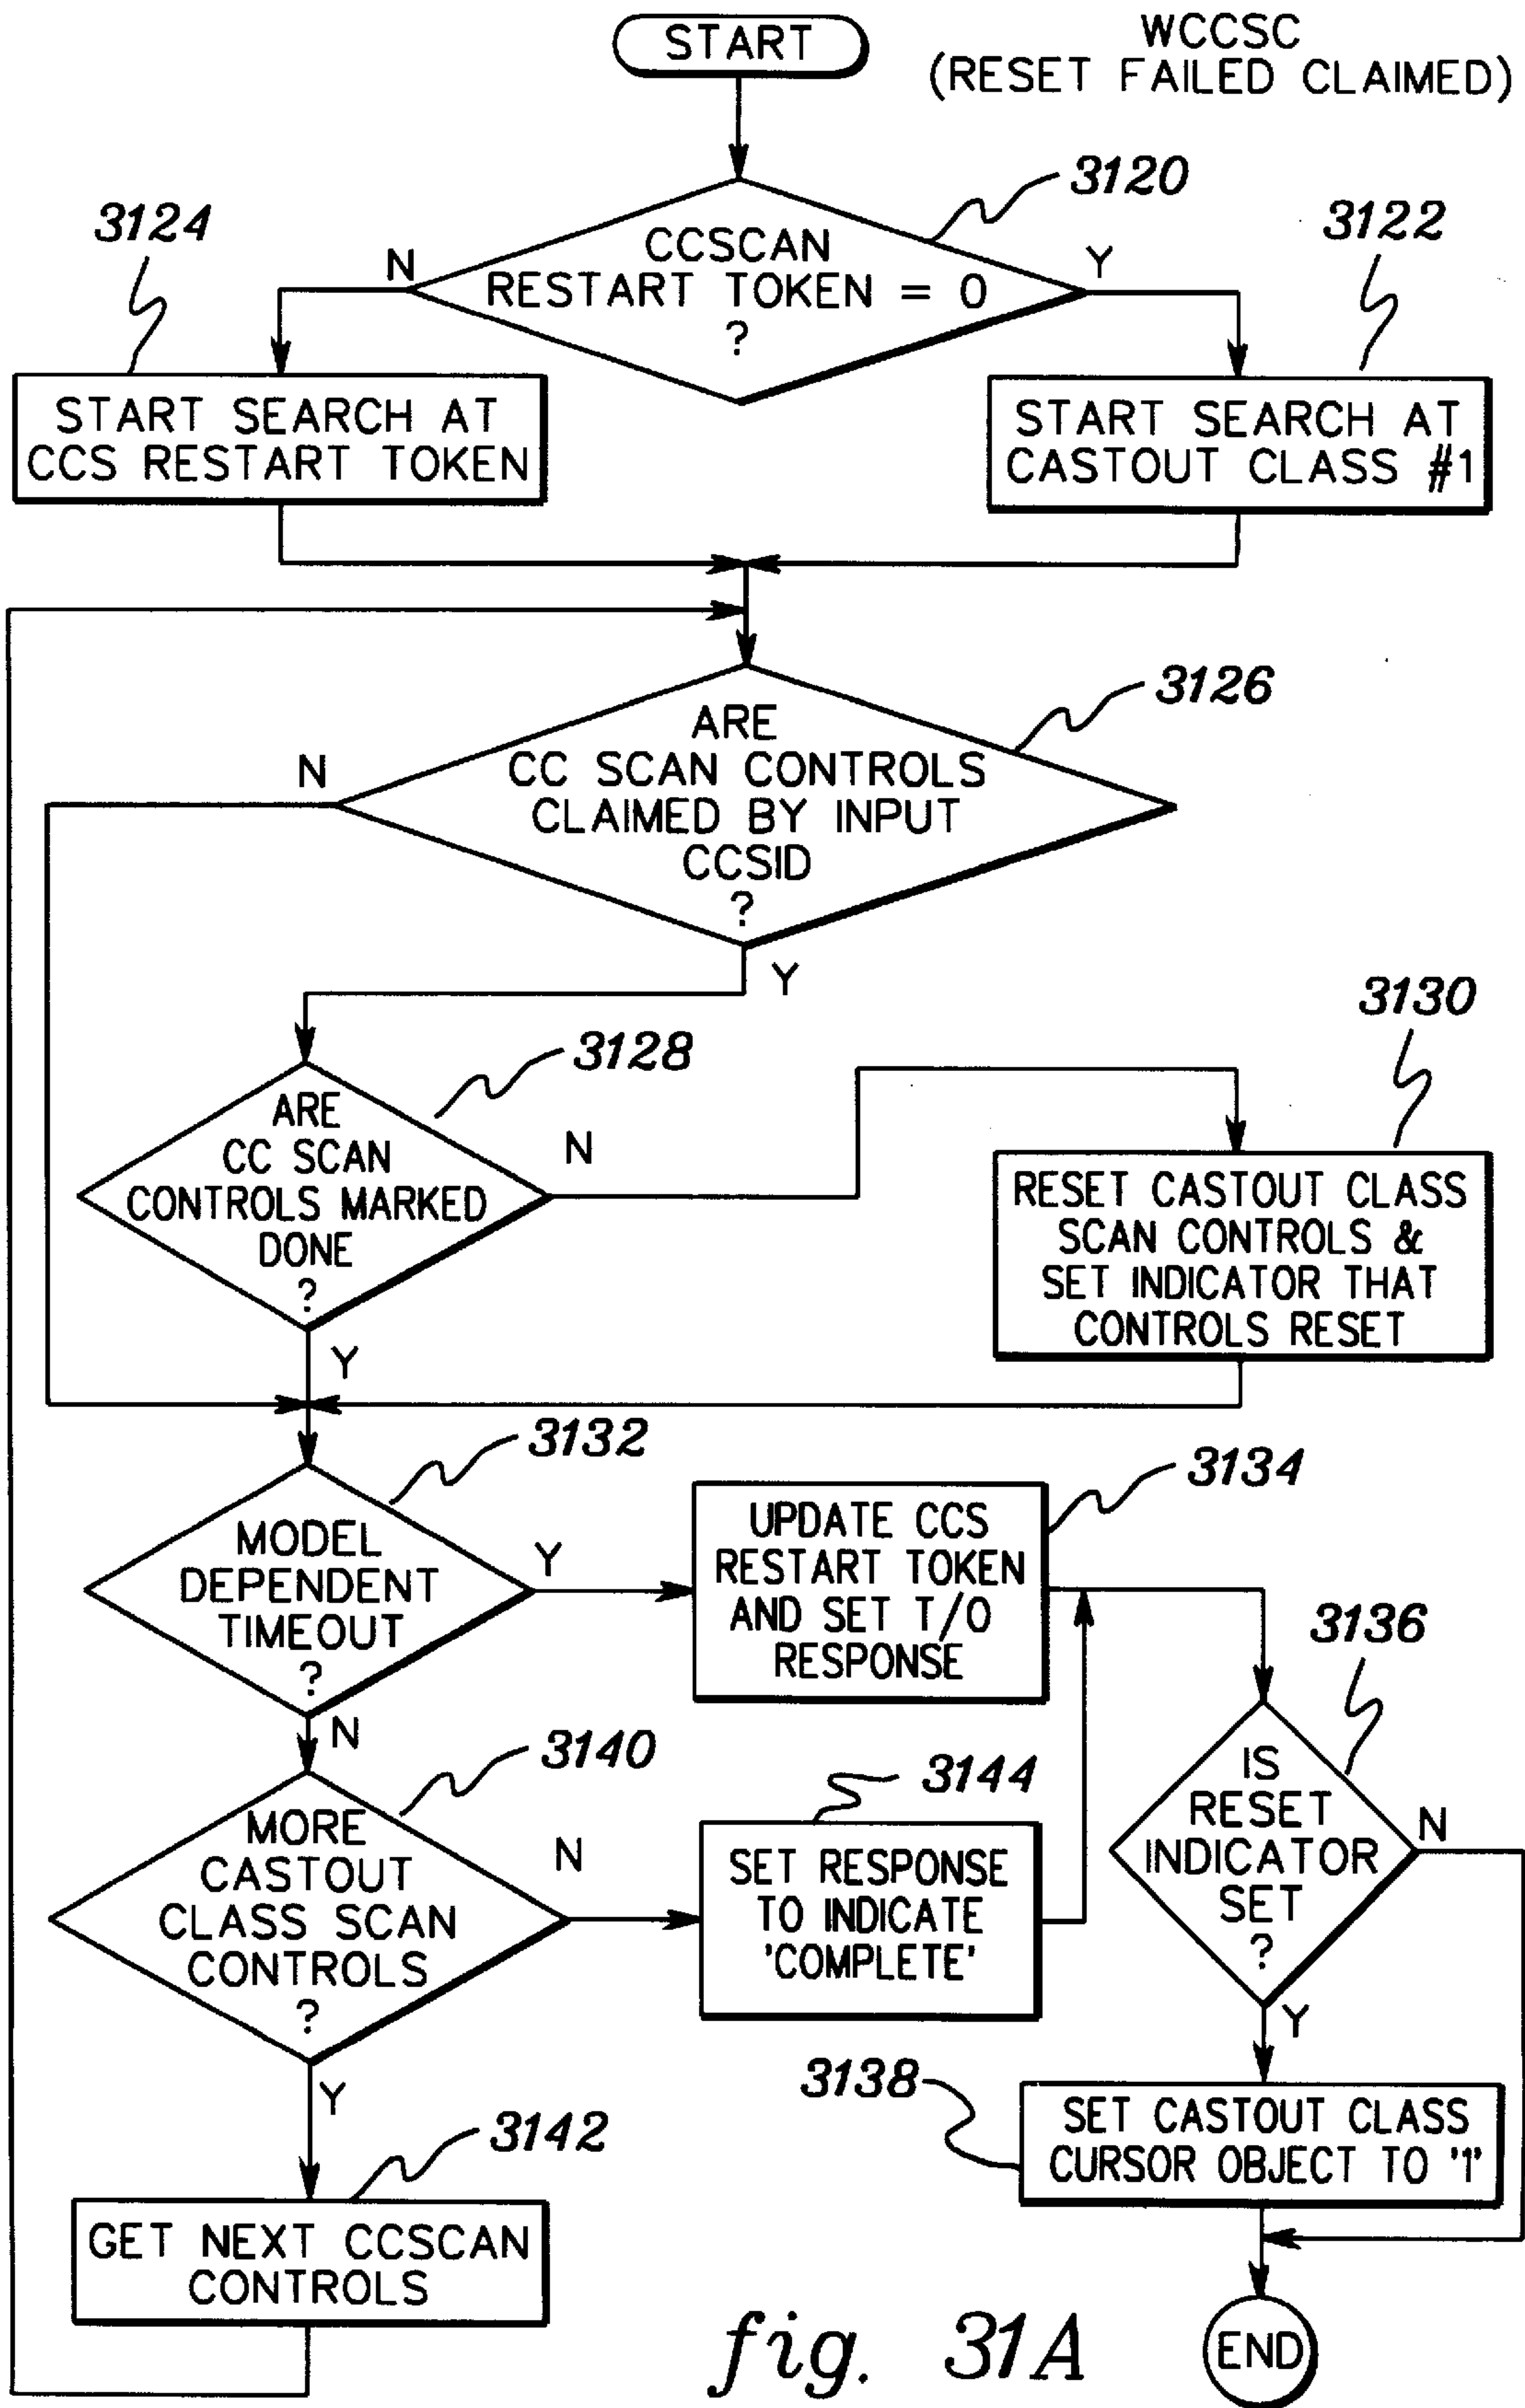 START
WCCSC
(RESET FAILED CLAIMED)
3120
3124
3122
CCSCAN
RESTART TOKEN = 0
?
N
Y
START SEARCH AT
CCS RESTART TOKEN
START SEARCH AT
CASTOUT CLASS #1
3126
ARE
CC SCAN CONTROLS
CLAIMED BY INPUT
CCSID
?
N
Y
3128
3130
ARE
CC SCAN
CONTROLS MARKED
DONE
?
N
Y
RESET CASTOUT CLASS
SCAN CONTROLS &
SET INDICATOR THAT
CONTROLS RESET
3132
3134
MODEL
DEPENDENT
TIMEOUT
?
Y
N
UPDATE CCS
RESTART TOKEN
AND SET T/O
RESPONSE
3136
3140
3144
MORE
CASTOUT
CLASS SCAN
CONTROLS
?
N
Y
SET RESPONSE
TO INDICATE
'COMPLETE'
IS
RESET
INDICATOR
SET
?
N
Y
3138
SET CASTOUT CLASS
CURSOR OBJECT TO '1'
3142
GET NEXT CCSCAN
CONTROLS
END
fig. 31A